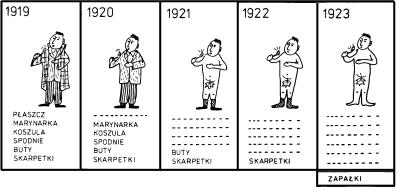 1919
PŁASZCZ
MARYNARKA
KOSZULA
SPODNIE
BUTY
SKARPETKI
1920
MARYNARKA
KOSZULA
SPODNIE
BUTY
SKARPETKI
1921
BUTY
SKARPETKI
1922
SKARPETKI
1923
ZAPAŁKI